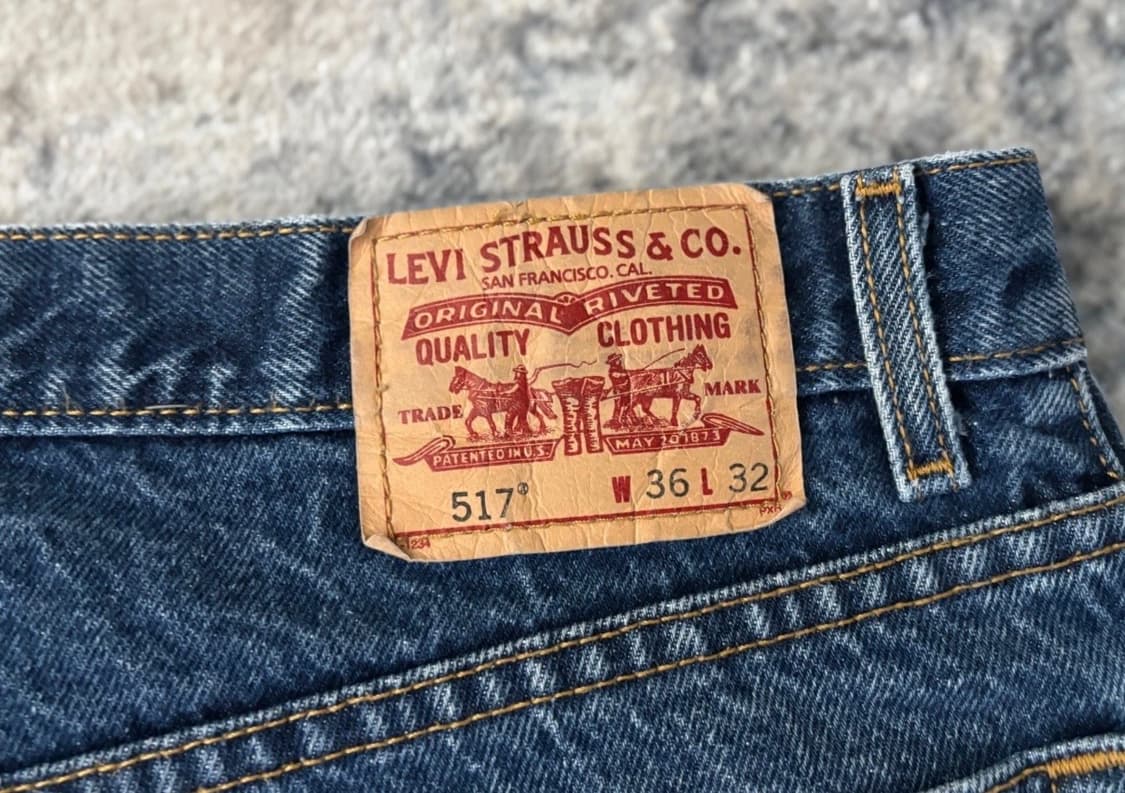 LEVI STRAUSS & CO.
SAN FRANCISCO. CAL.
ORIGINAL RIVETED
QUALITY CLOTHING
TRADE MARK
PATENTED IN U.S. MAY 20 1873
517® W 36 L 32
234